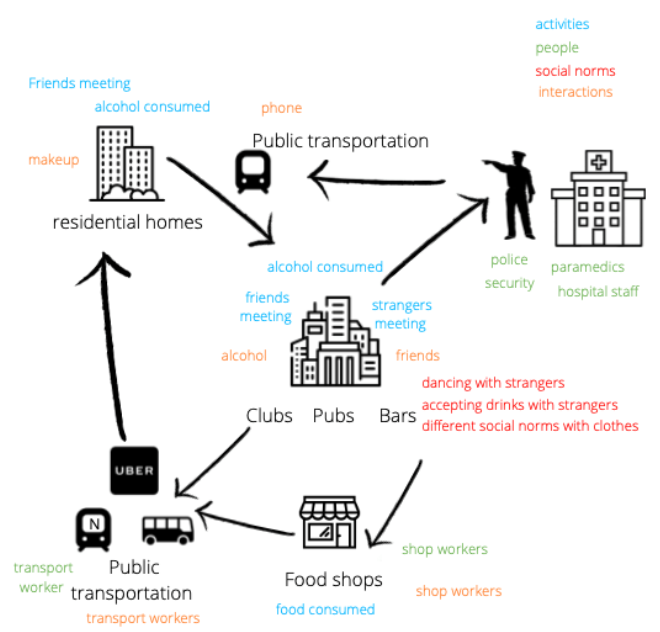 activities
people
social norms
interactions
Friends meeting
alcohol consumed
phone
Public transportation
makeup
residential homes
police
security
paramedics
hospital staff
alcohol consumed
friends
meeting
strangers
meeting
alcohol
friends
dancing with strangers
accepting drinks with strangers
different social norms with clothes
Clubs Pubs Bars
UBER
N
transport
worker
Public
transportation
transport workers
Food shops
food consumed
shop workers
shop workers